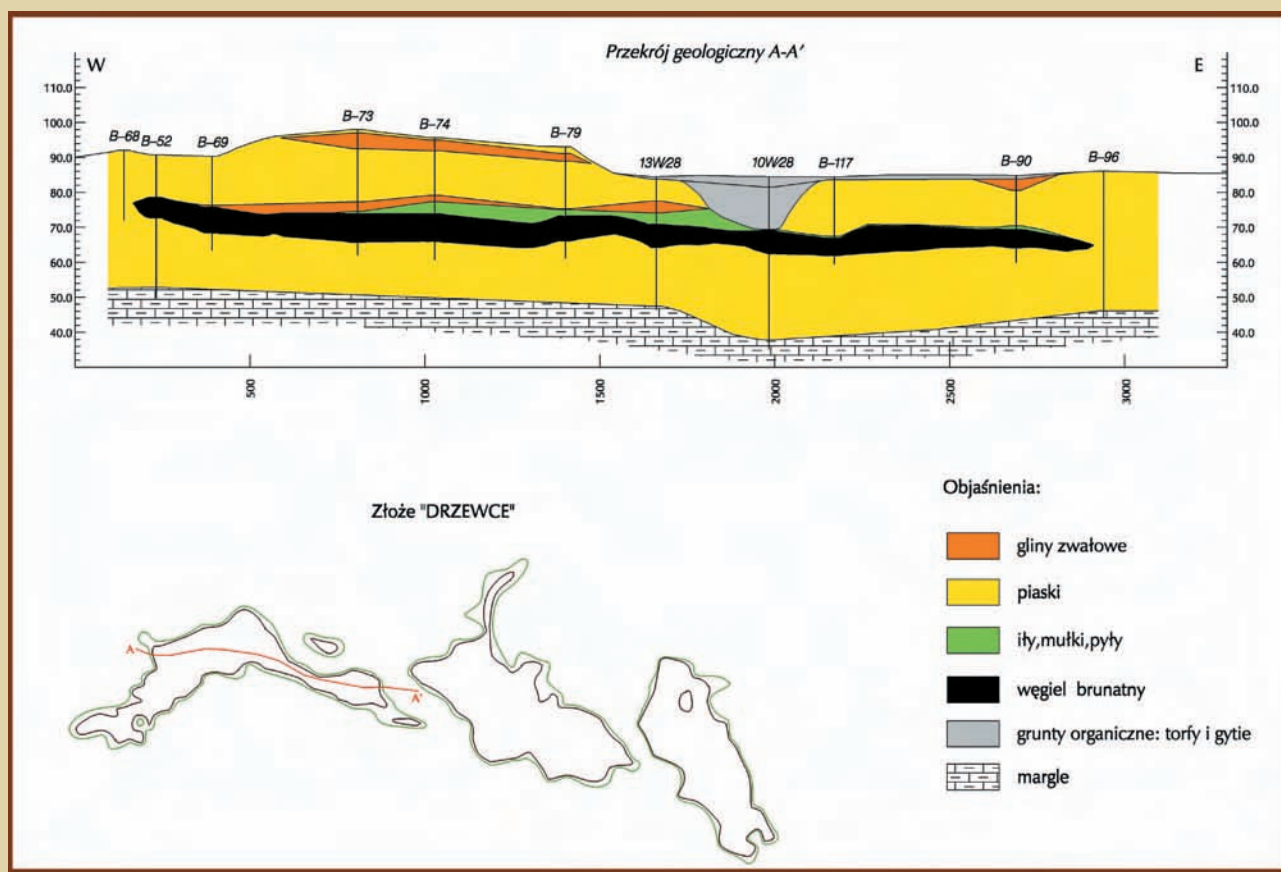 Przekrój geologiczny A-A'
W
E
110.0
100.0
90.0
80.0
70.0
60.0
50.0
40.0
B–68
B–52
B–69
B–73
B–74
B–79
13W28
10W28
B–117
B–90
B–96
110.0
100.0
90.0
80.0
70.0
60.0
50.0
40.0
500
1000
1500
2000
2500
3000
Złoże "DRZEWCE"
A
A'
Objaśnienia:
gliny zwałowe
piaski
iły,mułki,pyły
węgiel brunatny
grunty organiczne: torfy i gytie
margle